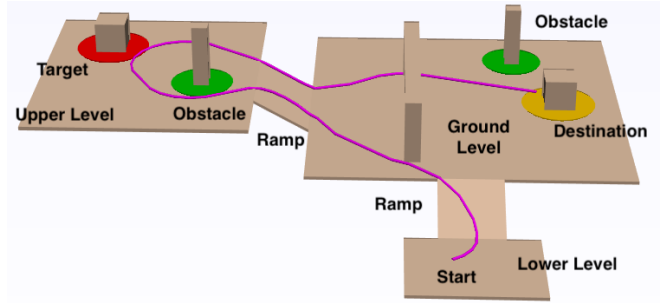 Obstacle
Target
Upper Level
Obstacle
Ramp
Ground
Level
Destination
Ramp
Start
Lower Level